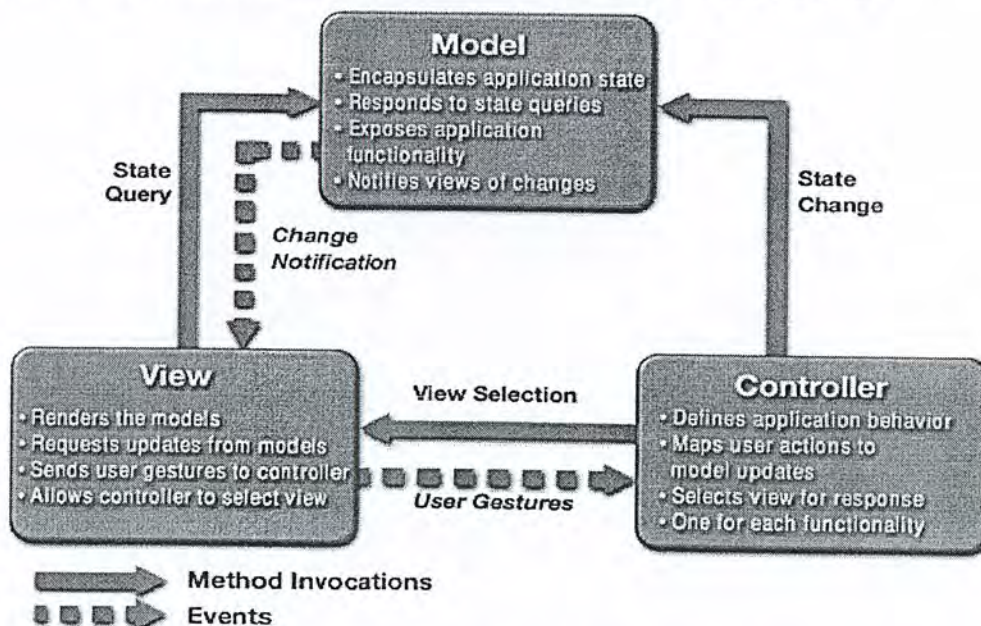 Model
• Encapsulates application state
• Responds to state queries
• Exposes application
functionality
• Notifies views of changes
State
Query
Change
Notification
State
Change
View
• Renders the models
• Requests updates from models
• Sends user gestures to controller
• Allows controller to select view
View Selection
User Gestures
Controller
• Defines application behavior
• Maps user actions to
model updates
• Selects view for response
• One for each functionality
Method Invocations
Events